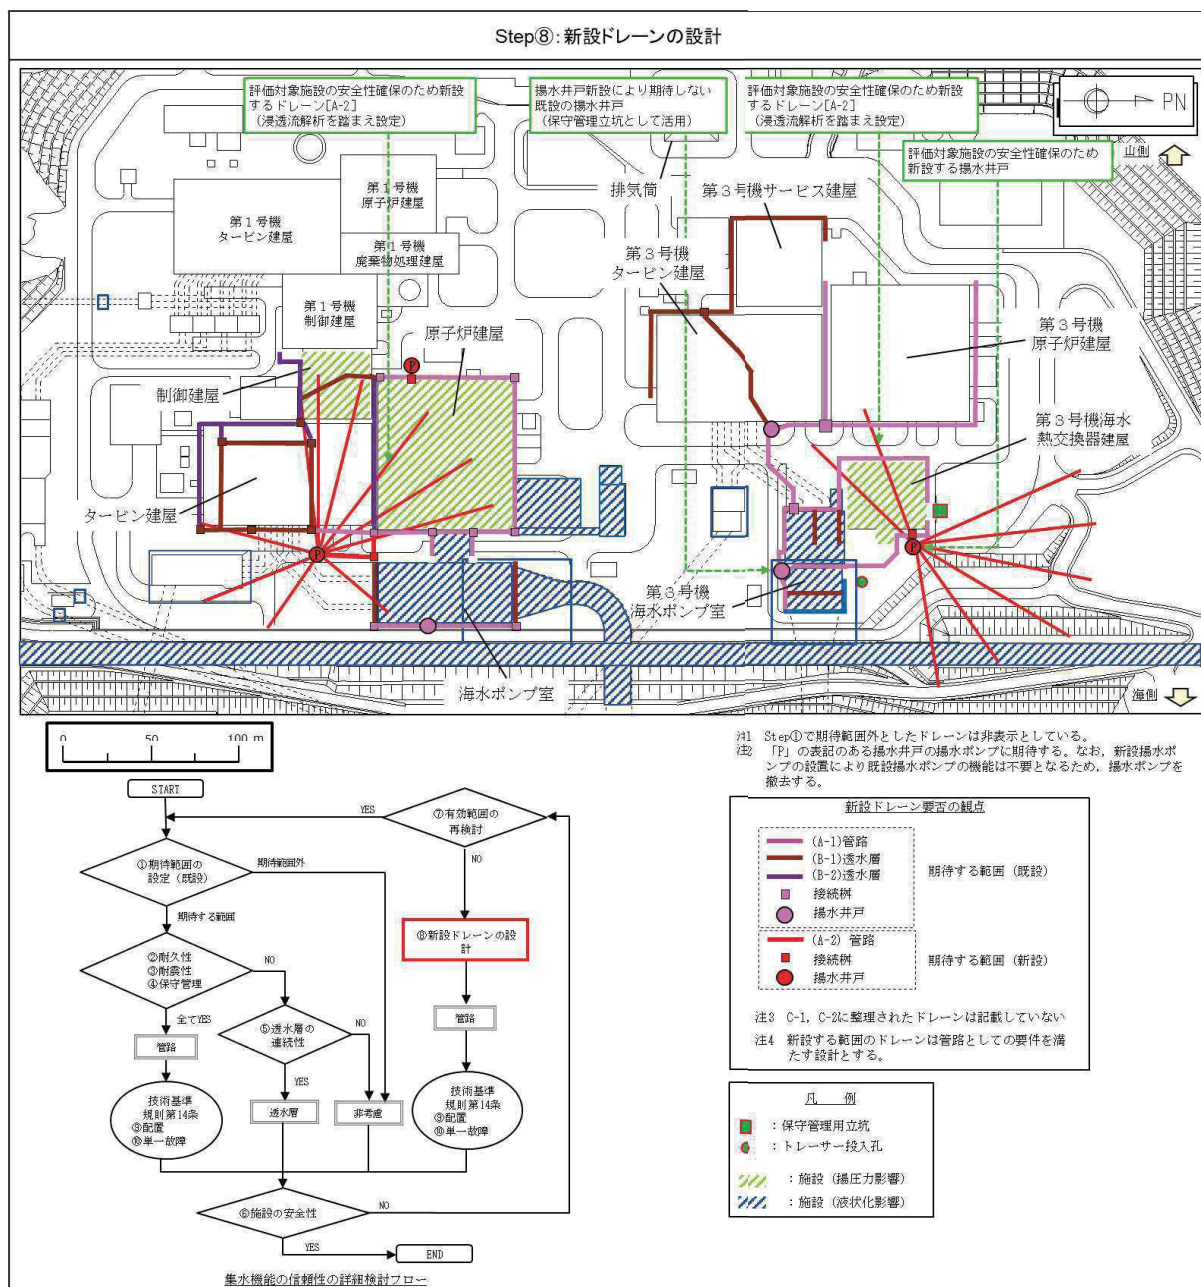 Step⑧:新設ドレーンの設計
評価対象施設の安全性確保のため新設
するドレーン[A-2]
(浸透流解析を踏まえ設定)
揚水井戸新設により期待しない
既設の揚水井戸
(保守管理立坑として活用)
評価対象施設の安全性確保のため新設
するドレーン[A-2]
(浸透流解析を踏まえ設定)
評価対象施設の安全性確保のため
新設する揚水井戸
PN
山側
排気筒
第3号機サービス建屋
第1号機
原子炉建屋
第1号機
タービン建屋
第1号機
廃棄物処理建屋
第3号機
タービン建屋
第1号機
制御建屋
原子炉建屋
第3号機
原子炉建屋
制御建屋
P
第3号機海水
熱交換器建屋
タービン建屋
P
P
第3号機
海水ポンプ室
海水ポンプ室
海側
0 50 100 m
注1 Step①で期待範囲外としたドレーンは非表示としている。
注2 「P」の表記のある揚水井戸の揚水ポンプに期待する。なお,新設揚水ポ
ンプの設置により既設揚水ポンプの機能は不要となるため,揚水ポンプを
撤去する。
START
YES
⑦有効範囲の
再検討
①期待範囲の
設定(既設)
期待範囲外
NO
期待する範囲
⑧新設ドレーンの設
計
②耐久性
③耐震性
④保守管理
NO
全てYES
⑤透水層の
連続性
NO
管路
管路
YES
技術基準
規則第14条
⑨配置
⑩単一故障
透水層
非考慮
技術基準
規則第14条
⑨配置
⑩単一故障
⑥施設の安全性
NO
YES
END
集水機能の信頼性の詳細検討フロー
新設ドレーン要否の観点
(A-1)管路
(B-1)透水層
(B-2)透水層
接続桝
揚水井戸
期待する範囲(既設)
(A-2) 管路
接続桝
揚水井戸
期待する範囲(新設)
注3 C-1, C-2に整理されたドレーンは記載していない
注4 新設する範囲のドレーンは管路としての要件を満
たす設計とする。
凡 例
:保守管理用立坑
:トレーサー投入孔
:施設(揚圧力影響)
:施設(液状化影響)